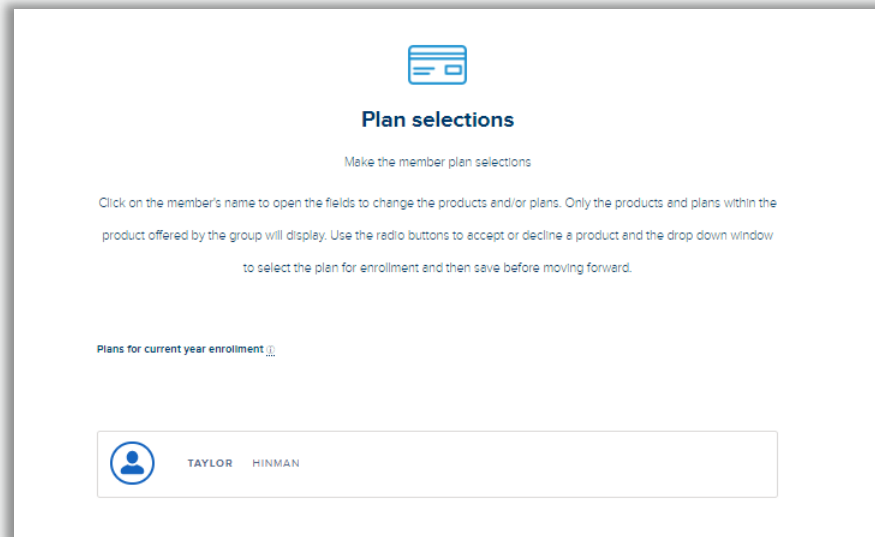 Plan selections
Make the member plan selections
Click on the member's name to open the fields to change the products and/or plans. Only the products and plans within the
product offered by the group will display. Use the radio buttons to accept or decline a product and the drop down window
to select the plan for enrollment and then save before moving forward.
Plans for current year enrollment ⓘ
TAYLOR HINMAN